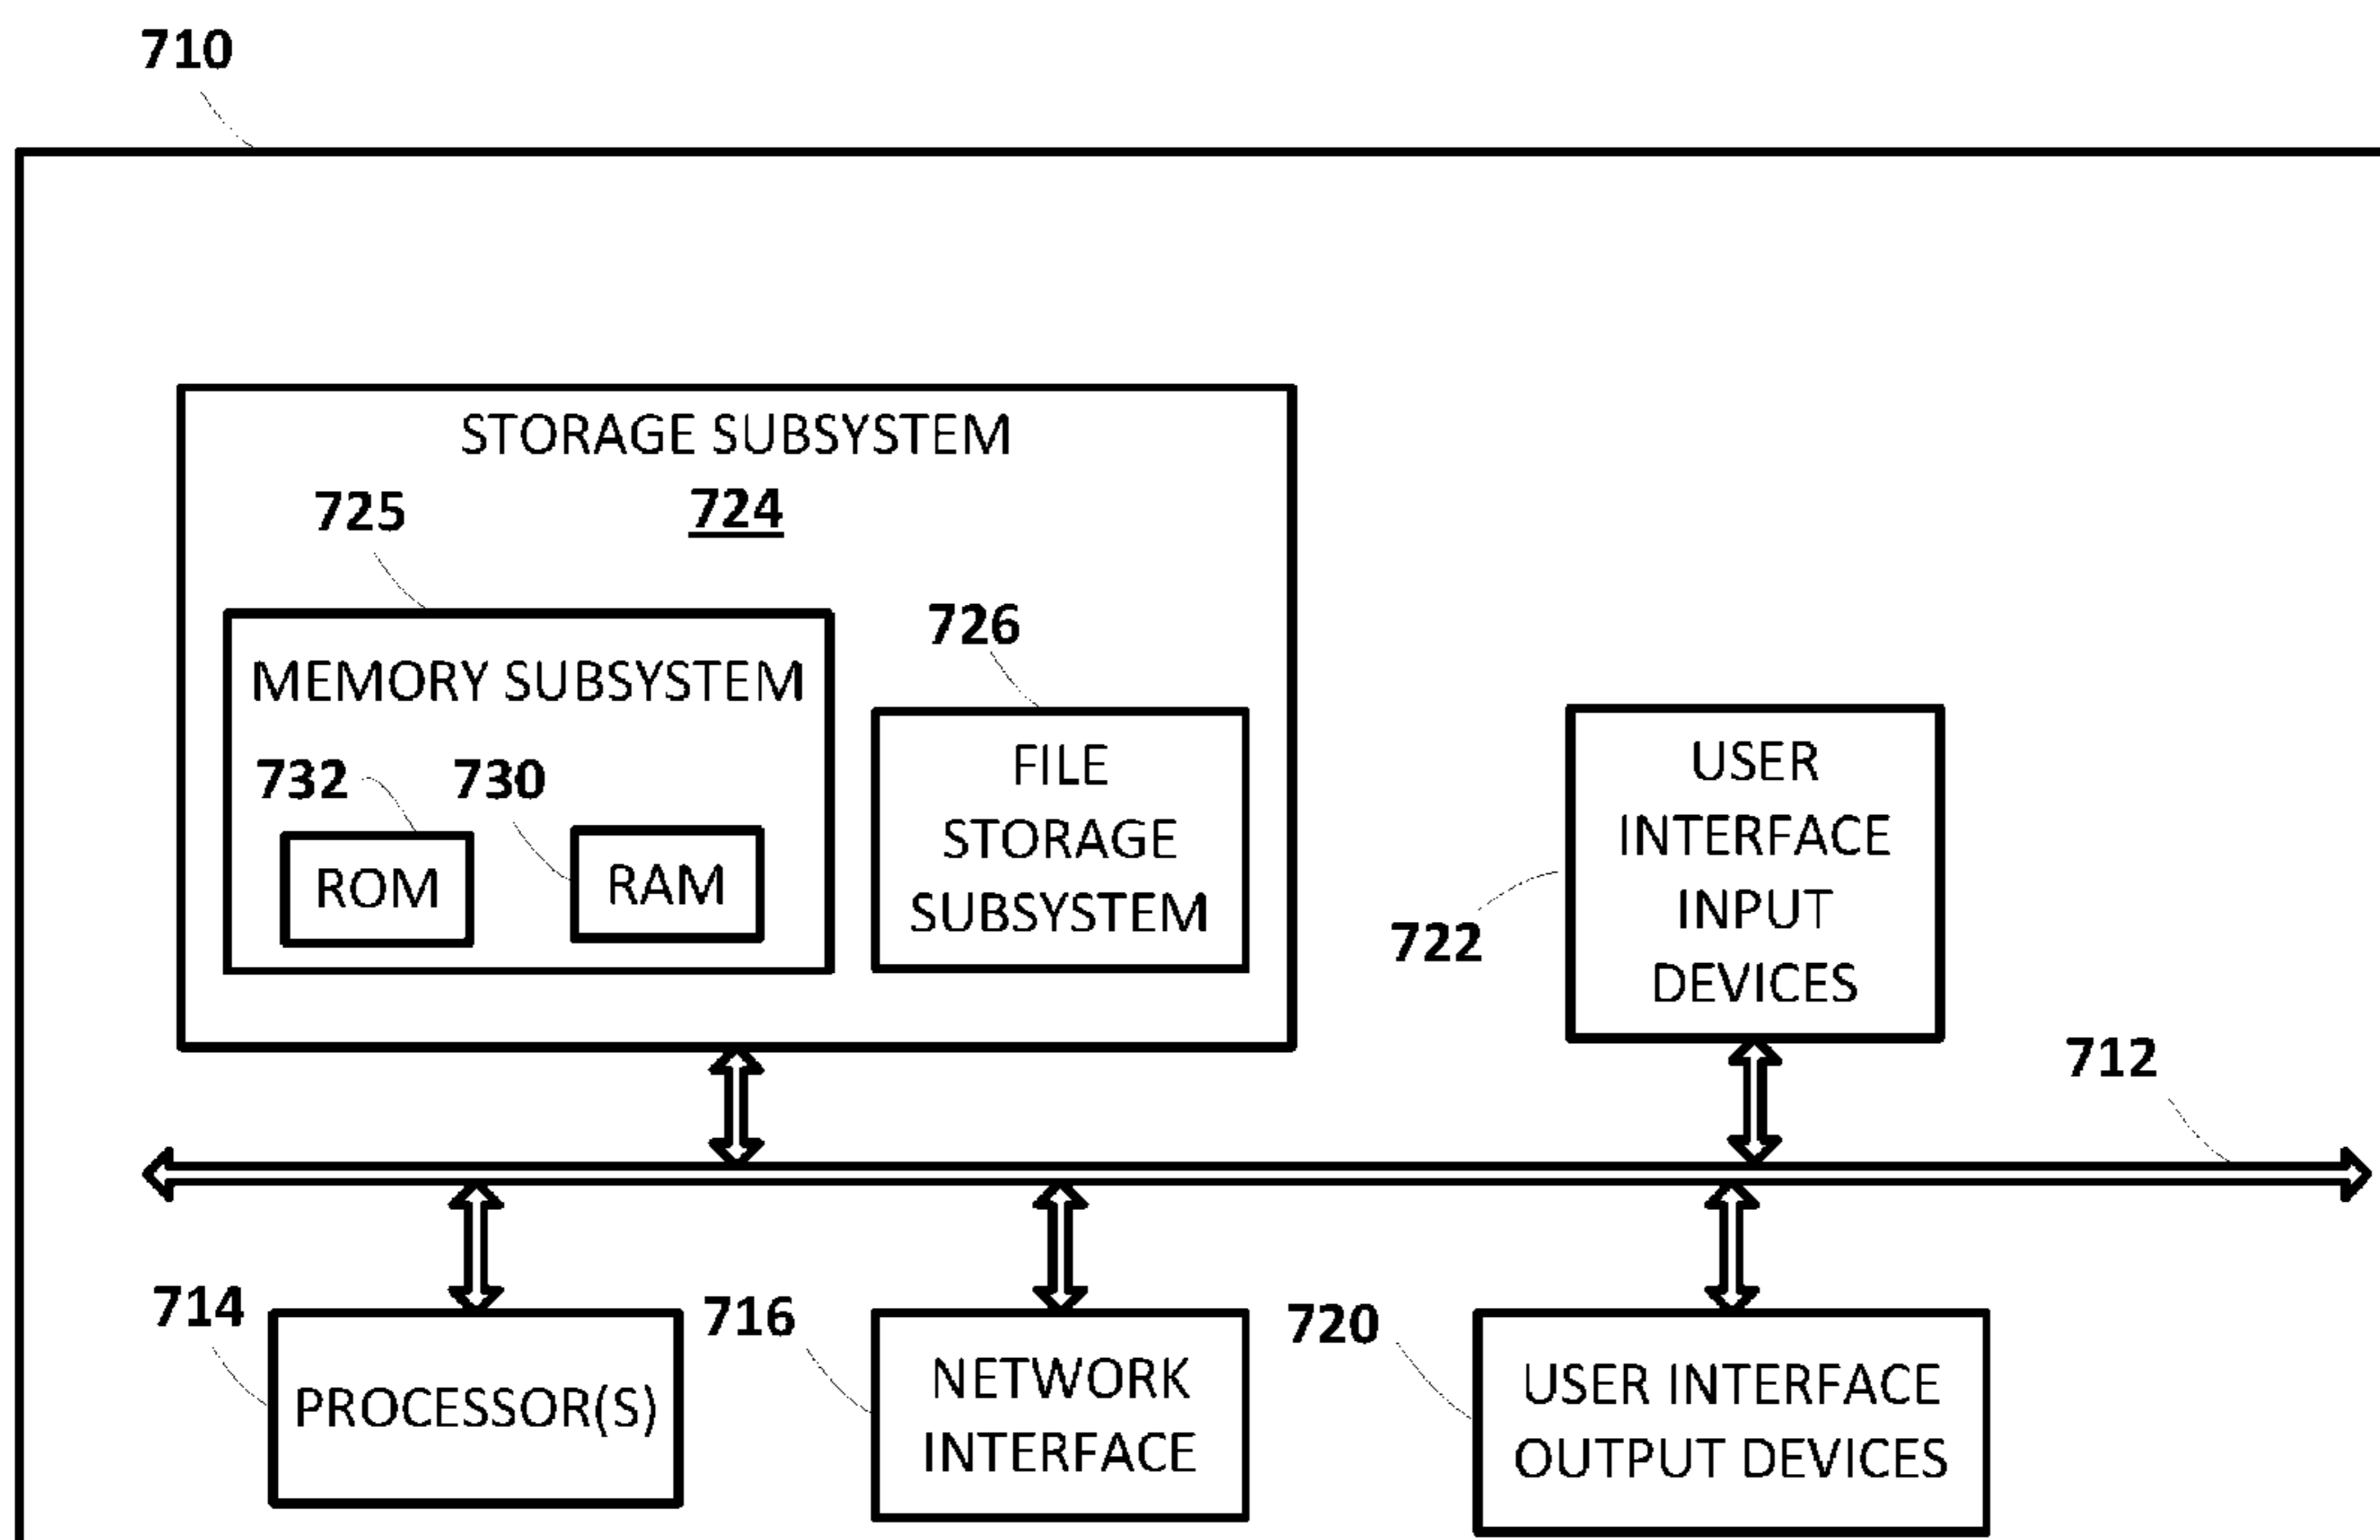 710
STORAGE SUBSYSTEM
724
725
MEMORY SUBSYSTEM
732
730
ROM
RAM
726
FILE
STORAGE
SUBSYSTEM
USER
INTERFACE
INPUT
DEVICES
722
712
714
PROCESSOR(S)
716
NETWORK
INTERFACE
720
USER INTERFACE
OUTPUT DEVICES